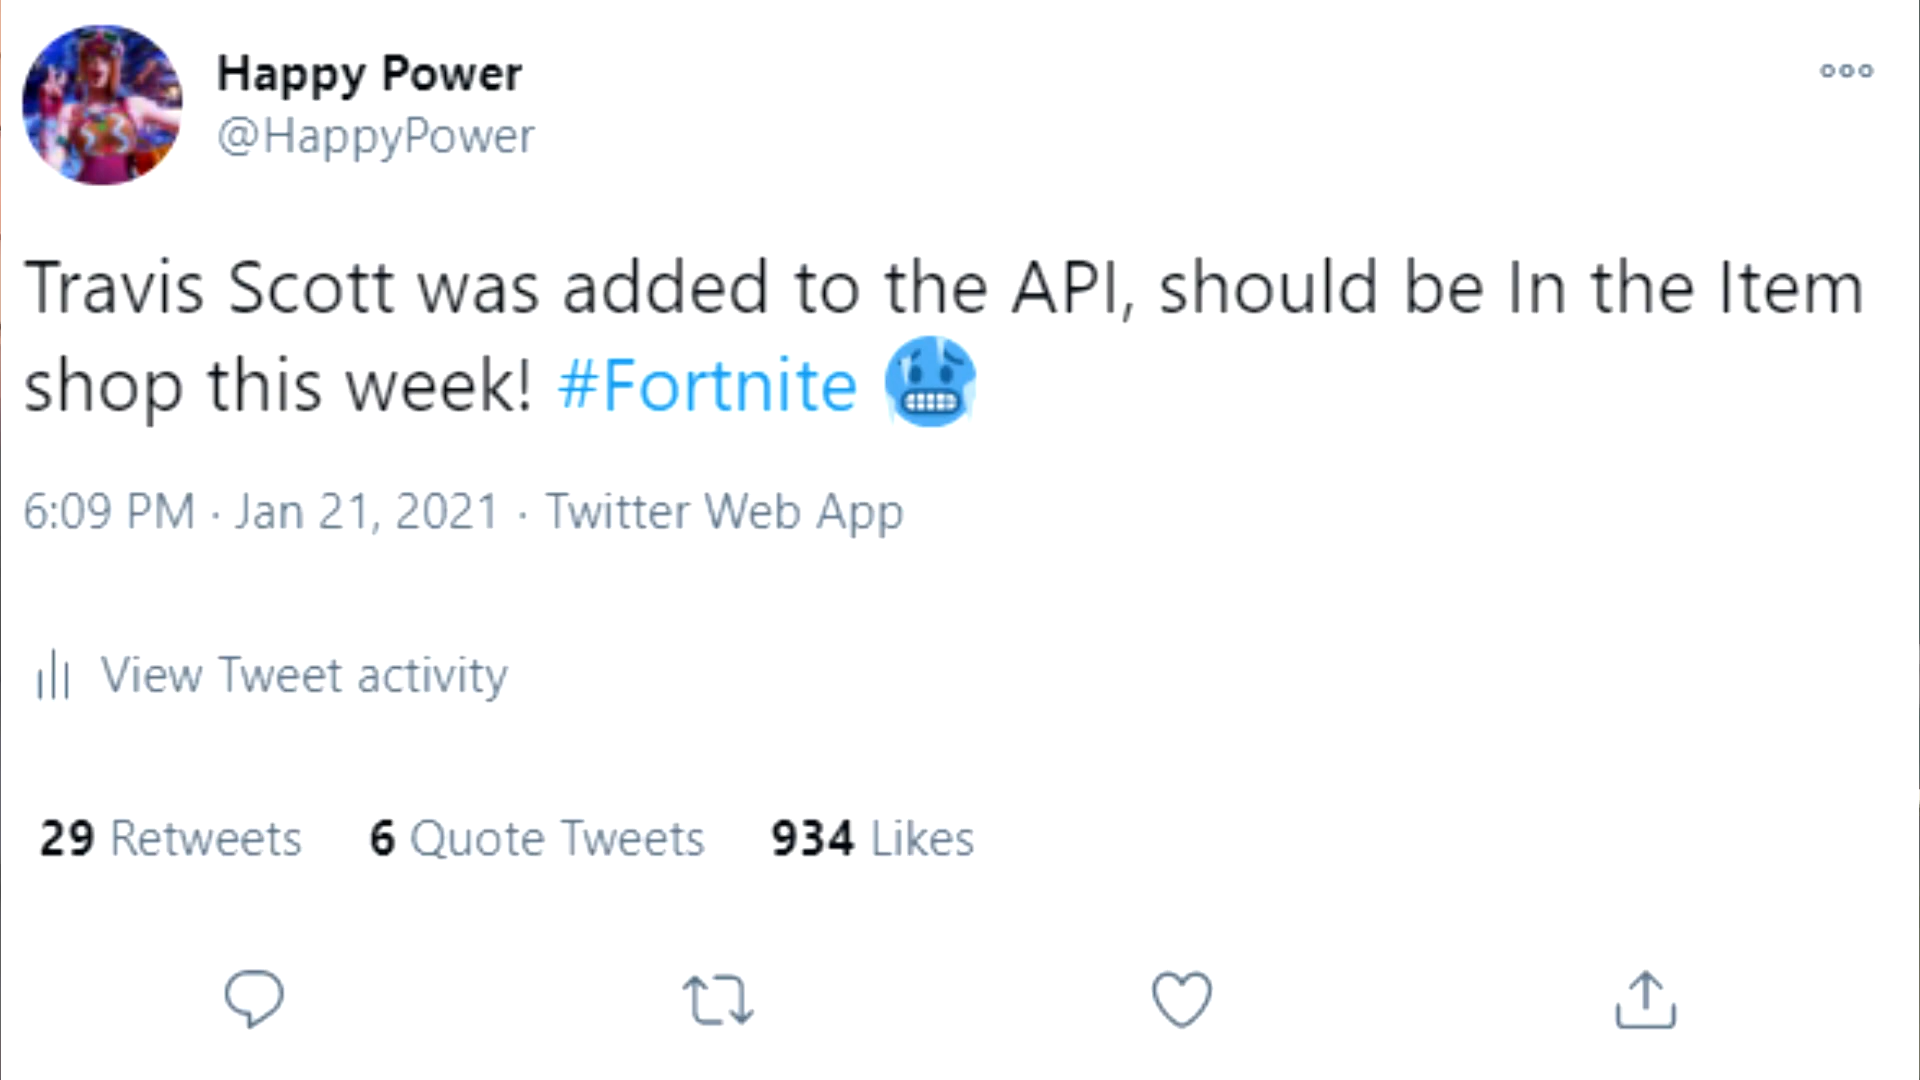 Happy Power
@HappyPower
Travis Scott was added to the API, should be In the Item
shop this week! #Fortnite 🥶
6:09 PM · Jan 21, 2021 · Twitter Web App
View Tweet activity
29 Retweets 6 Quote Tweets 934 Likes